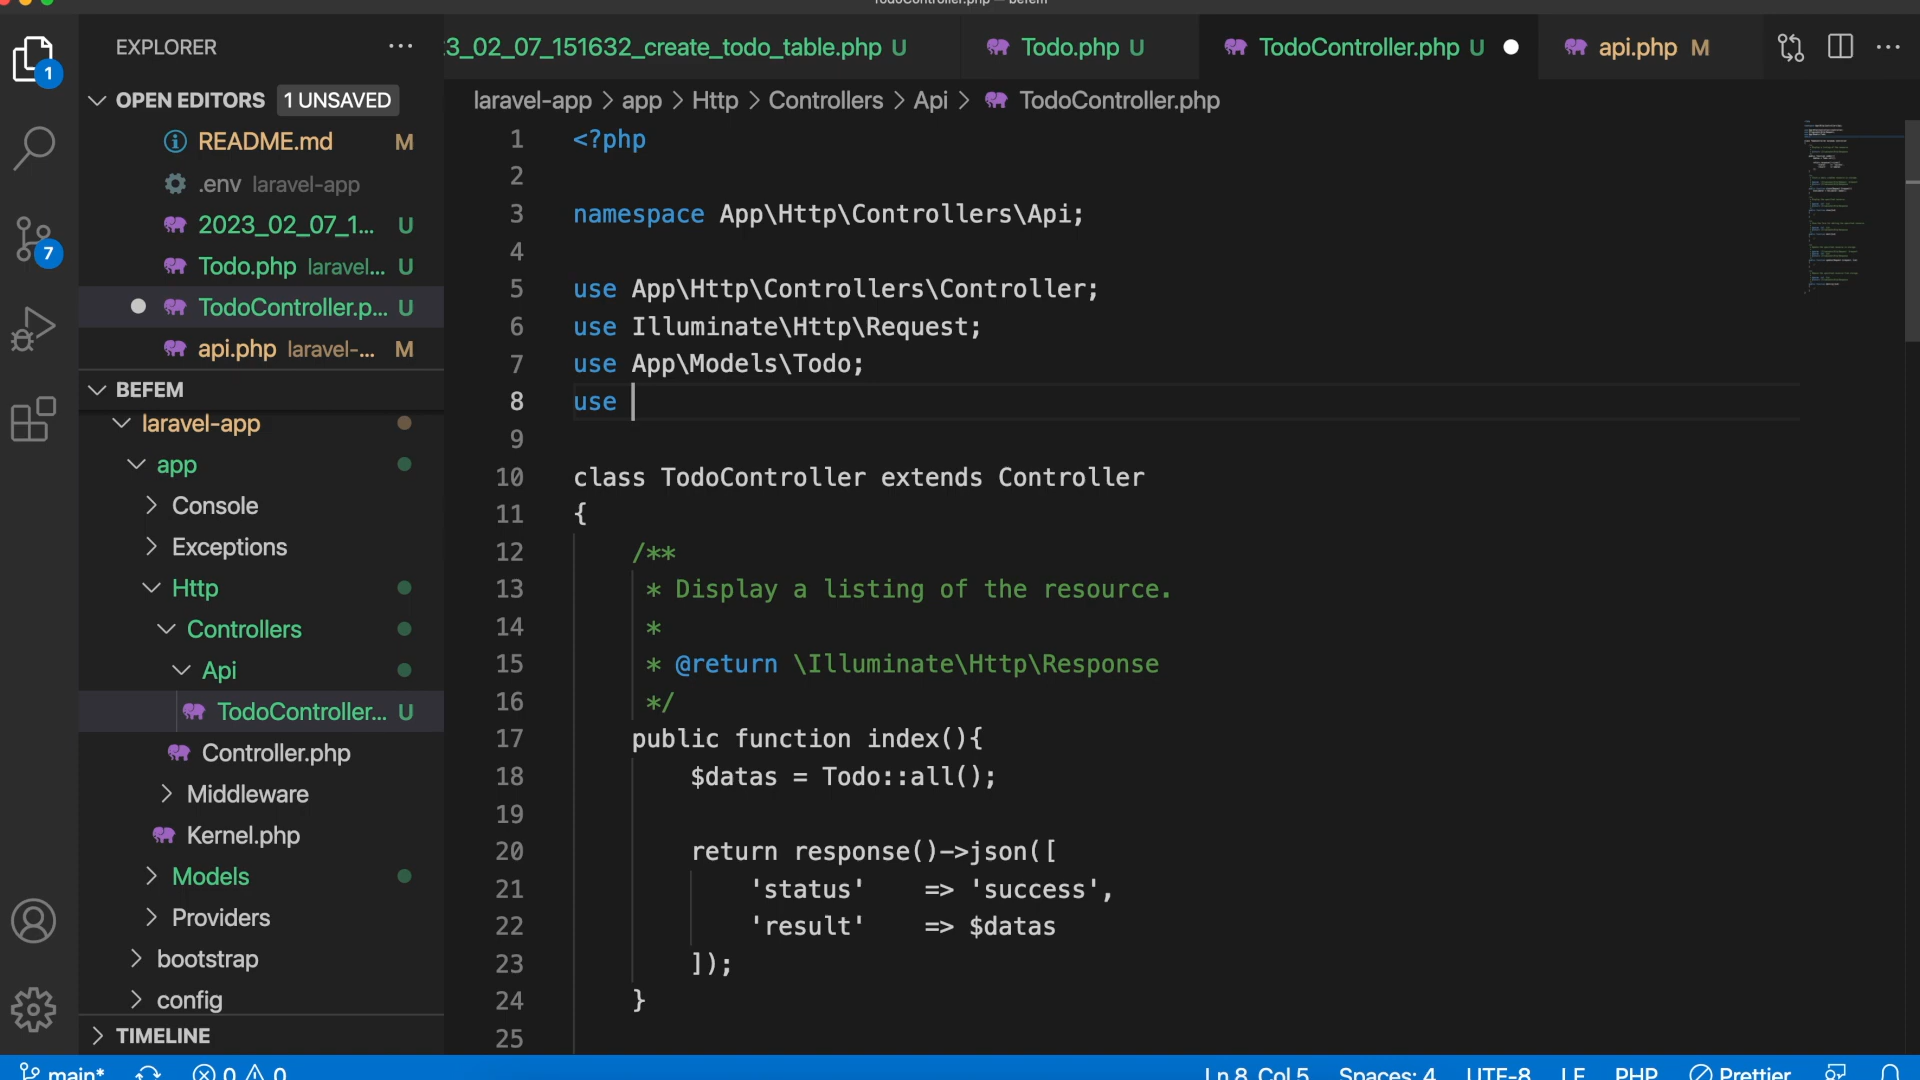 TodoController.php — befem
EXPLORER
3_02_07_151632_create_todo_table.php U
Todo.php U
TodoController.php U
api.php M
1
OPEN EDITORS 1 UNSAVED
laravel-app > app > Http > Controllers > Api > TodoController.php
README.md M
.env laravel-app
2023_02_07_1... U
7
Todo.php laravel... U
TodoController.p... U
api.php laravel-... M
BEFEM
laravel-app
app
Console
Exceptions
Http
Controllers
Api
TodoController... U
Controller.php
Middleware
Kernel.php
Models
Providers
bootstrap
config
TIMELINE
1 <?php
2
3 namespace App\Http\Controllers\Api;
4
5 use App\Http\Controllers\Controller;
6 use Illuminate\Http\Request;
7 use App\Models\Todo;
8 use
9
10 class TodoController extends Controller
11 {
12 /**
13 * Display a listing of the resource.
14 *
15 * @return \Illuminate\Http\Response
16 */
17 public function index(){
18 $datas = Todo::all();
19
20 return response()->json([
21 'status' => 'success',
22 'result' => $datas
23 ]);
24 }
25
main* 0 0 Ln 8, Col 5 Spaces: 4 UTF-8 LF PHP Prettier